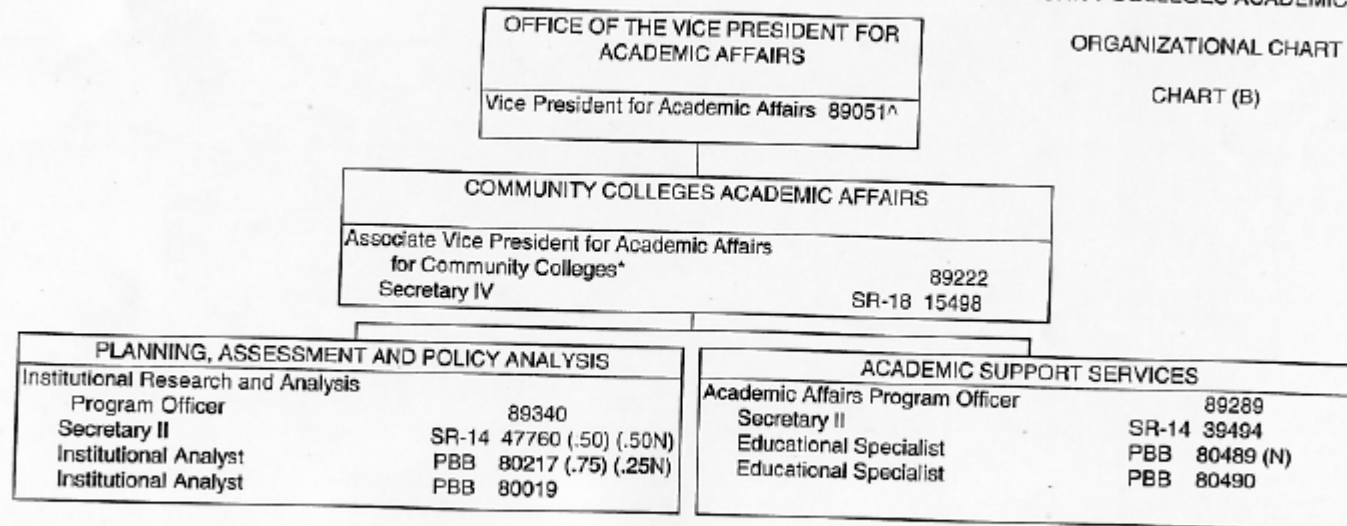 COLLEGES ACADEMIC
ORGANIZATIONAL CHART
CHART (B)
OFFICE OF THE VICE PRESIDENT FOR
ACADEMIC AFFAIRS
Vice President for Academic Affairs 89051^
COMMUNITY COLLEGES ACADEMIC AFFAIRS
Associate Vice President for Academic Affairs
for Community Colleges* 89222
Secretary IV SR-18 15498
PLANNING, ASSESSMENT AND POLICY ANALYSIS
Institutional Research and Analysis
Program Officer 89340
Secretary II SR-14 47760 (.50) (.50N)
Institutional Analyst PBB 80217 (.75) (.25N)
Institutional Analyst PBB 80019
ACADEMIC SUPPORT SERVICES
Academic Affairs Program Officer 89289
Secretary II SR-14 39494
Educational Specialist PBB 80489 (N)
Educational Specialist PBB 80490